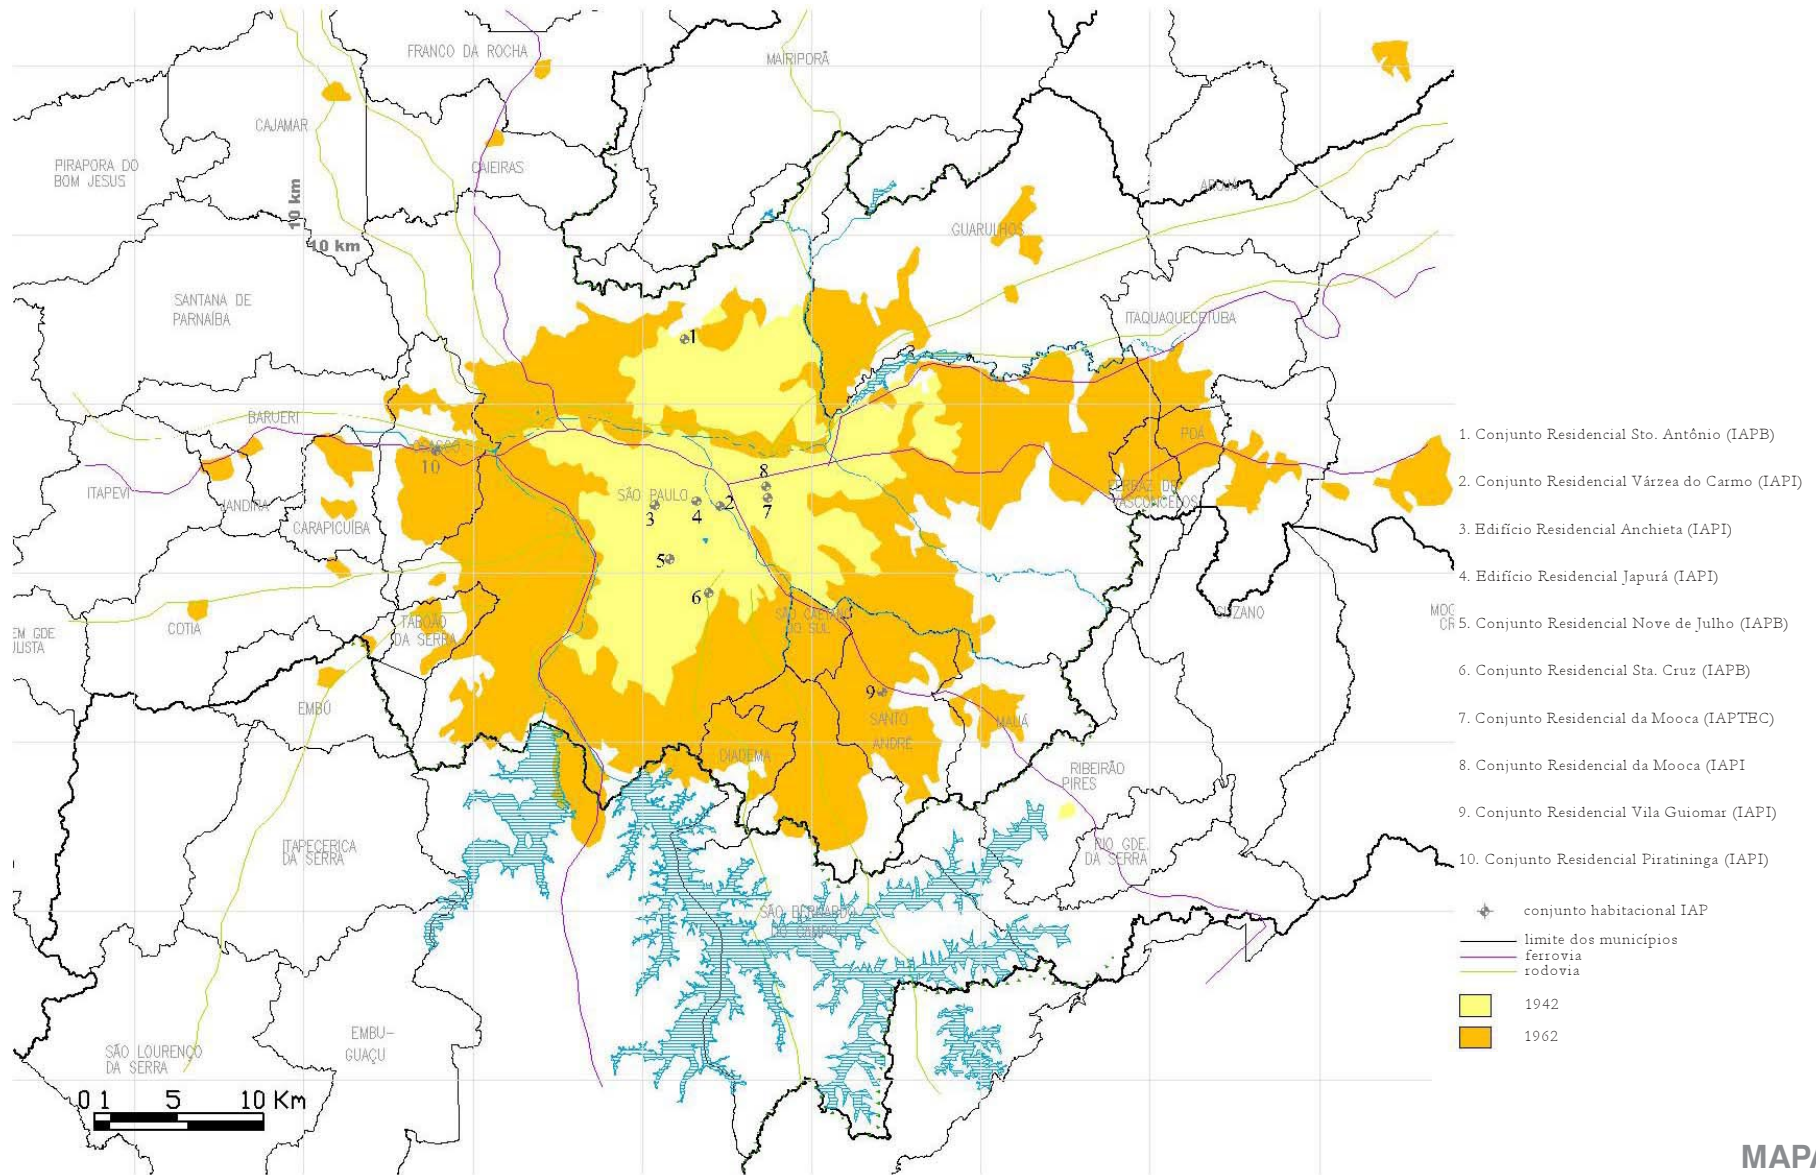 FRANCO DA ROCHA
MAIRIPORÃ
CAJAMAR
PIRAPORA DO
BOM JESUS
CAIEIRAS
10 km
10 km
ARUJÁ
GUARULHOS
SANTANA DE
PARNAÍBA
ITAQUAQUECETUBA
1
BARUERI
OSASCO
10
POÁ
ITAPEVI
JANDIRA
CARAPICUÍBA
SÃO PAULO
8
2
3
4
7
FERRAZ DE
VASCONCELOS
5
6
COTIA
TABOÃO
DA SERRA
SÃO CAETANO
DO SUL
SUZANO
MOG
CR
EM GDE
ULISTA
EMBÚ
9
SANTO
ANDRÉ
MAUÁ
DIADEMA
RIBEIRÃO
PIRES
ITAPECERICA
DA SERRA
RIO GDE.
DA SERRA
SÃO BERNARDO
DO CAMPO
EMBU-
GUAÇU
SÃO LOURENÇO
DA SERRA
0 1 5 10 Km
1. Conjunto Residencial Sto. Antônio (IAPB)
2. Conjunto Residencial Várzea do Carmo (IAPI)
3. Edifício Residencial Anchieta (IAPI)
4. Edifício Residencial Japurá (IAPI)
5. Conjunto Residencial Nove de Julho (IAPB)
6. Conjunto Residencial Sta. Cruz (IAPB)
7. Conjunto Residencial da Mooca (IAPTEC)
8. Conjunto Residencial da Mooca (IAPI
9. Conjunto Residencial Vila Guiomar (IAPI)
10. Conjunto Residencial Piratininga (IAPI)
conjunto habitacional IAP
limite dos municípios
ferrovia
rodovia
1942
1962
MAPA